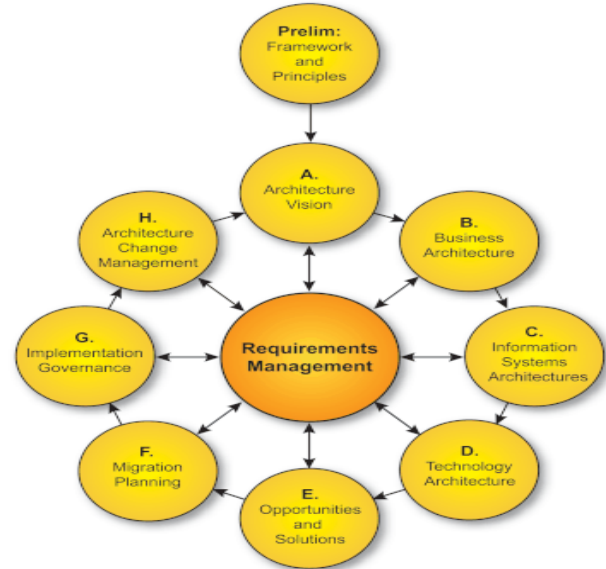 Prelim:
Framework
and
Principles
A.
Architecture
Vision
B.
Business
Architecture
C.
Information
Systems
Architectures
D.
Technology
Architecture
E.
Opportunities
and
Solutions
F.
Migration
Planning
G.
Implementation
Governance
H.
Architecture
Change
Management
Requirements
Management